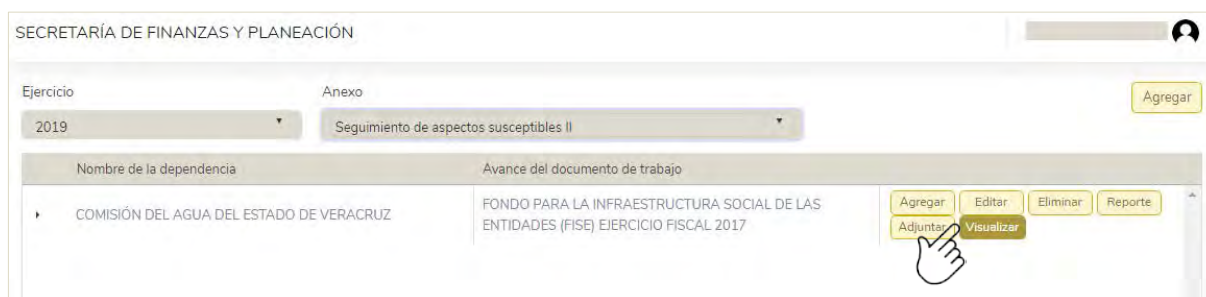 SECRETARÍA DE FINANZAS Y PLANEACIÓN
Ejercicio
Anexo
Agregar
2019
Seguimiento de aspectos susceptibles II
Nombre de la dependencia
Avance del documento de trabajo
COMISIÓN DEL AGUA DEL ESTADO DE VERACRUZ
FONDO PARA LA INFRAESTRUCTURA SOCIAL DE LAS
ENTIDADES (FISE) EJERCICIO FISCAL 2017
Agregar Editar Eliminar Reporte
Adjuntar Visualizar